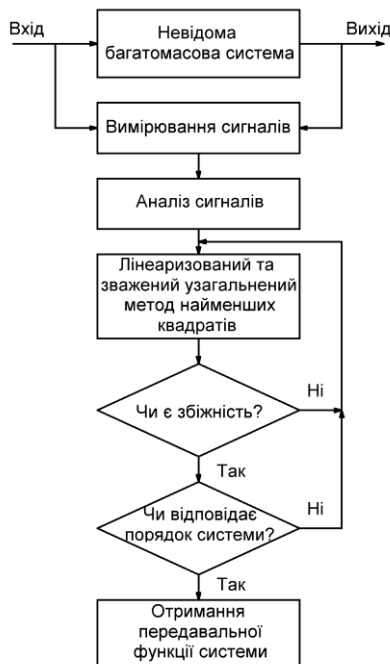 Вхід
Невідома
багатомасова система
Вихід
Вимірювання сигналів
Аналіз сигналів
Лінеаризований та
зважений узагальнений
метод найменших
квадратів
Чи є збіжність?
Ні
Так
Чи відповідає
порядок системи?
Ні
Так
Отримання
передавальної
функції системи